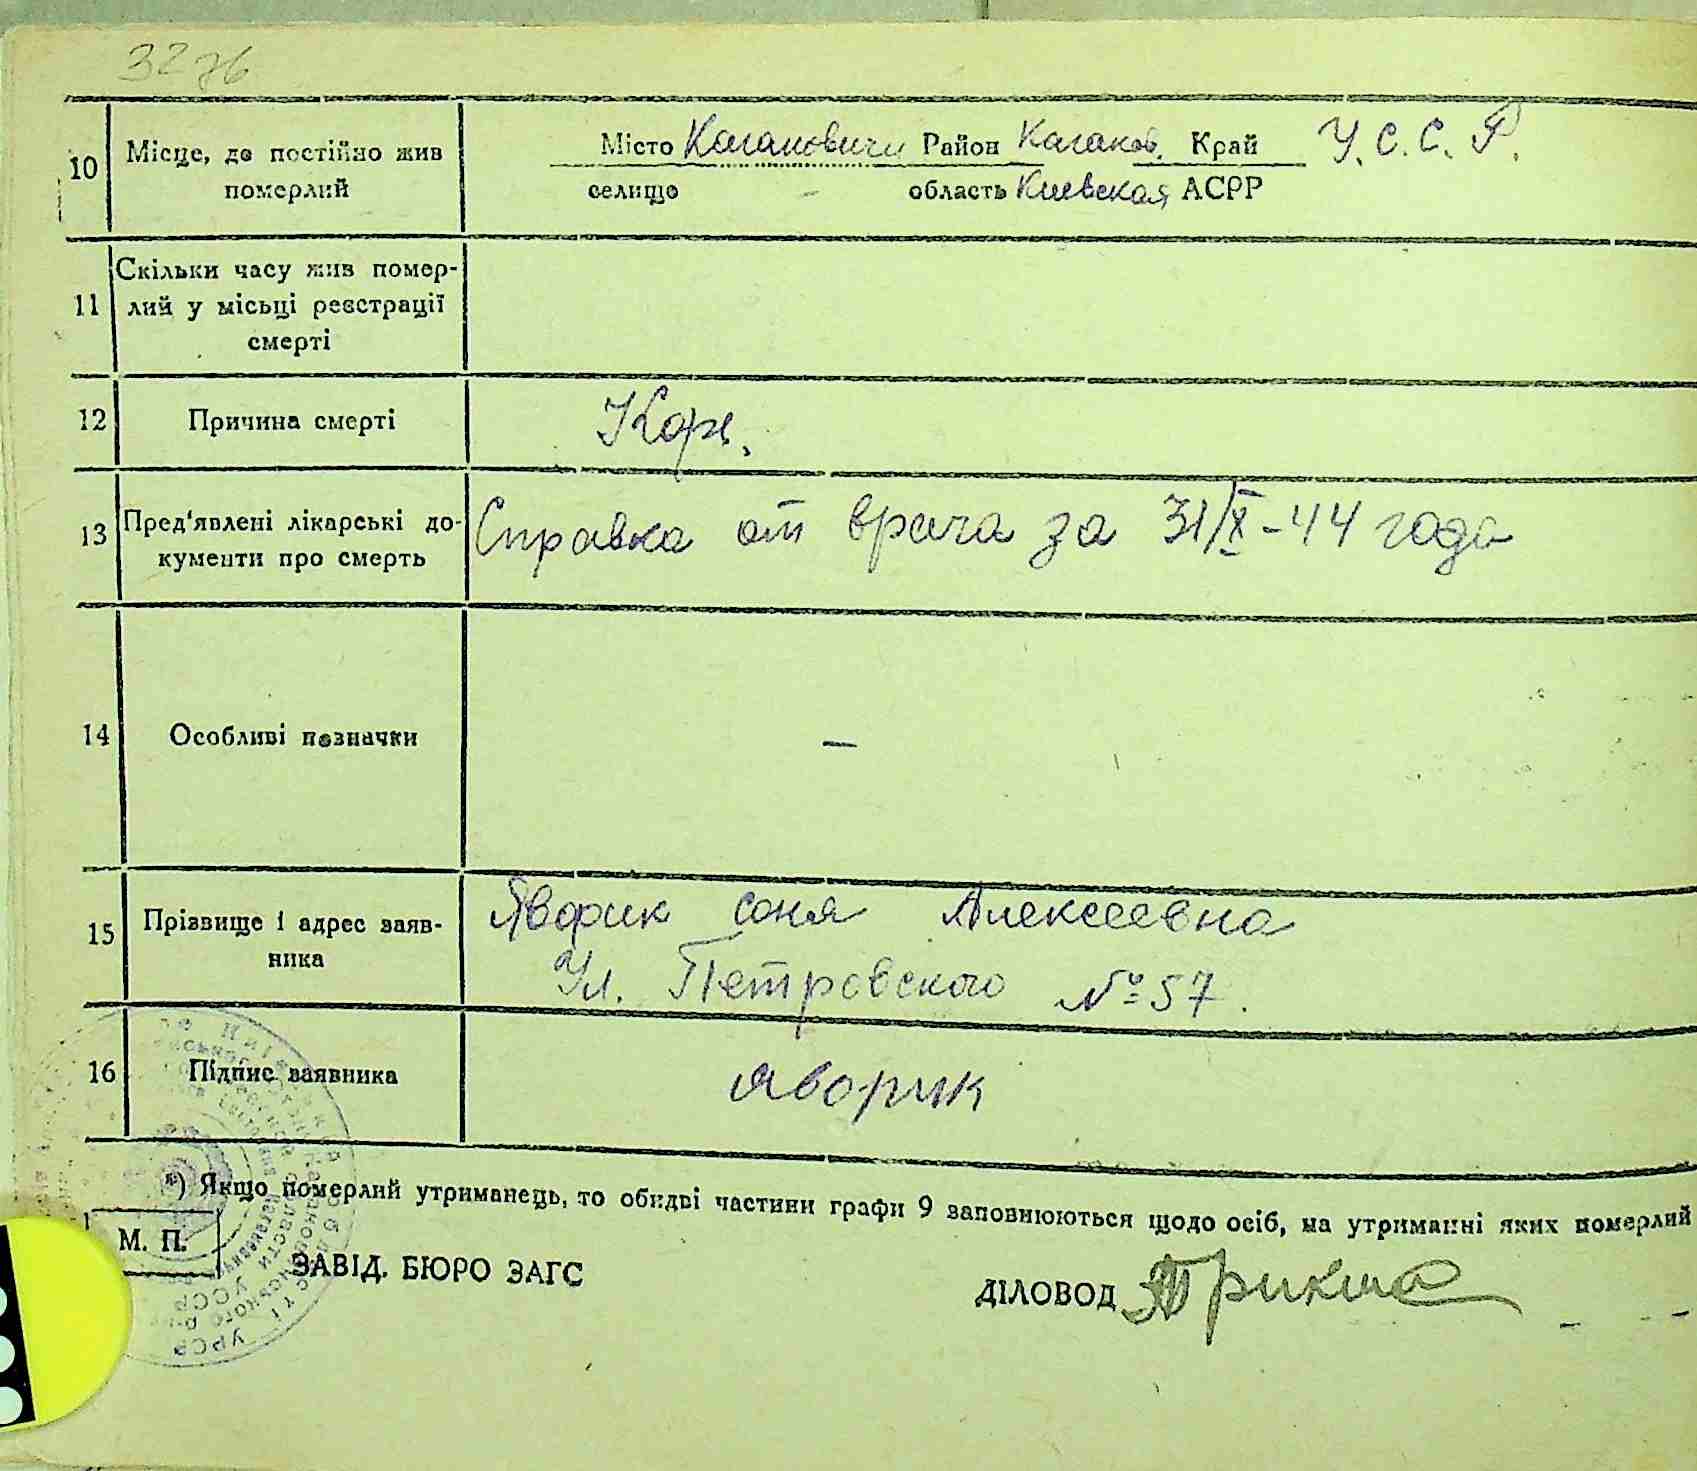 3276
10 Місце, де постійно жив померлий
Місто Кагановичи Район Каганов. Край У.С.С.Р.
селище - область Киевская АСРР
11 Скільки часу жив померлий у місьці реєстрації смерті
12 Причина смерті Корь.
13 Пред'явлені лікарські документи про смерть Справка от врача за 31/X-44 года
14 Особливі позначки —
15 Прізвище і адрес заявника Яворик Соня Алексеевна
Ул. Петровского № 57.
16 Підпис заявника Яворик
*) Якщо померлий утриманець, то обидві частини графи 9 заповнюються щодо осіб, на утриманні яких померлий
М. П.
ЗАВІД. БЮРО ЗАГС
ДІЛОВОД